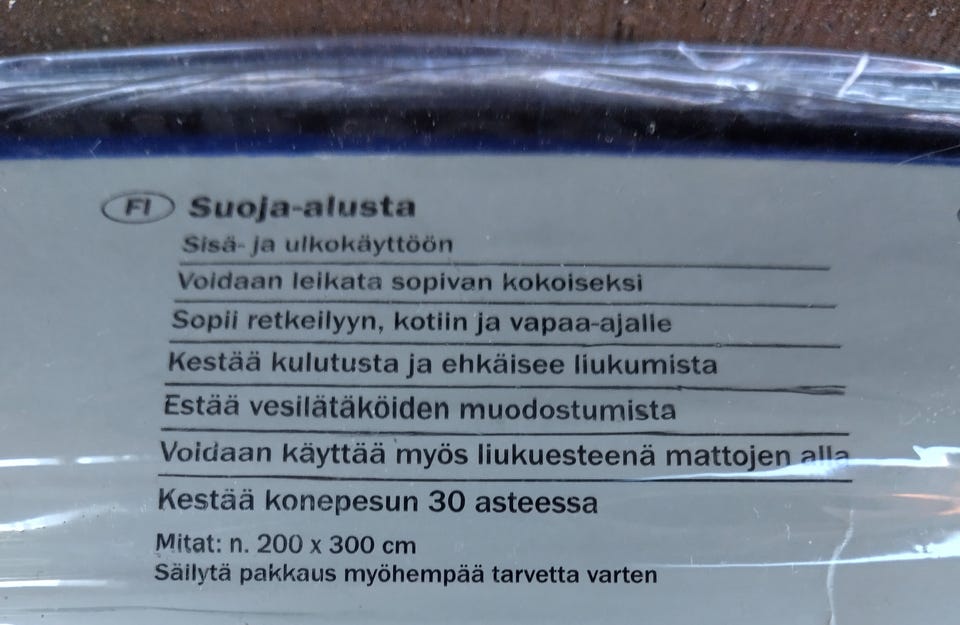 FI Suoja-alusta
Sisä- ja ulkokäyttöön
Voidaan leikata sopivan kokoiseksi
Sopii retkeilyyn, kotiin ja vapaa-ajalle
Kestää kulutusta ja ehkäisee liukumista
Estää vesilätäköiden muodostumista
Voidaan käyttää myös liukuesteenä mattojen alla
Kestää konepesun 30 asteessa
Mitat: n. 200 x 300 cm
Säilytä pakkaus myöhempää tarvetta varten